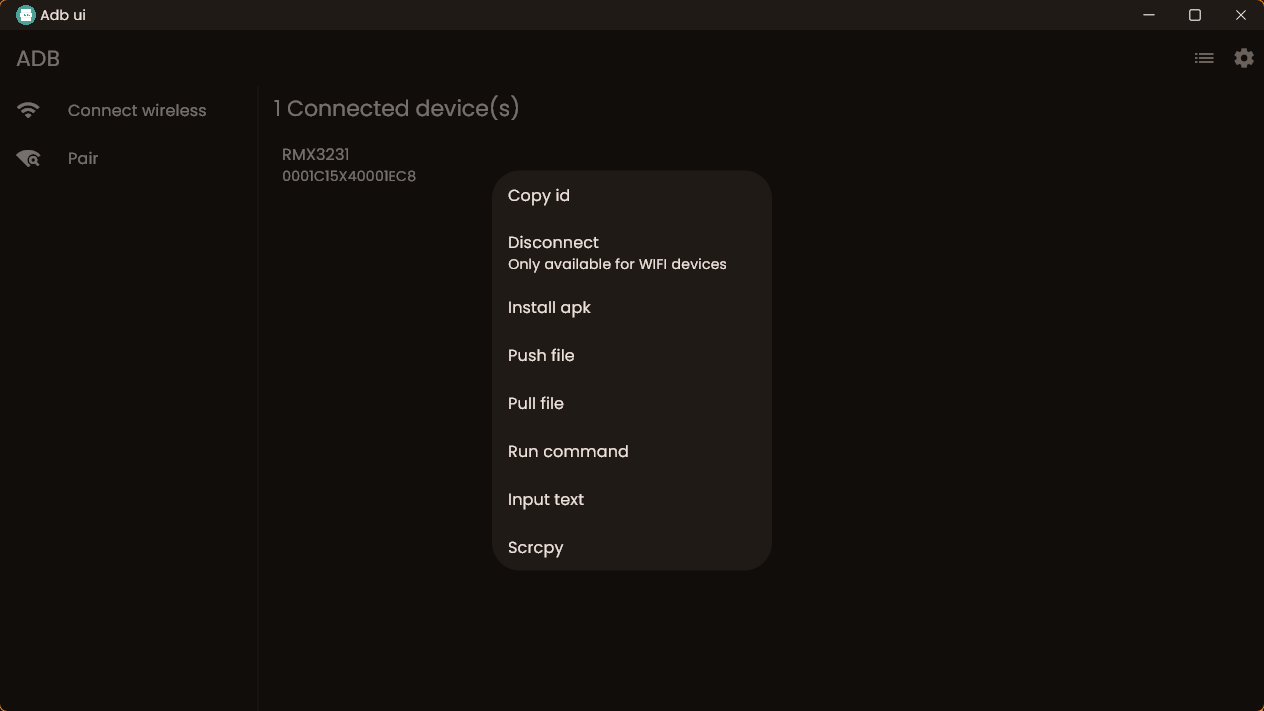 Adb ui
ADB
Connect wireless
Pair
1 Connected device(s)
RMX3231
0001C15X40001EC8
Copy id
Disconnect
Only available for WIFI devices
Install apk
Push file
Pull file
Run command
Input text
Scrcpy